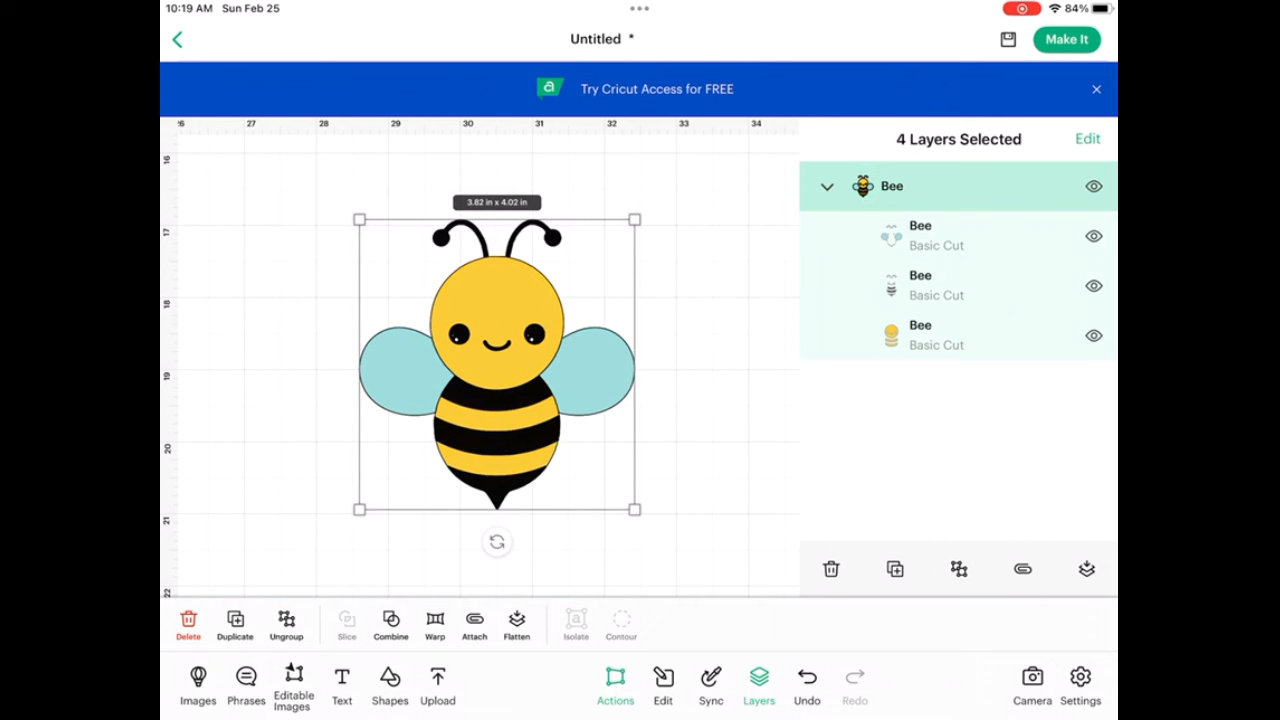 10:19 AM Sun Feb 25
84%
Untitled *
Make It
a Try Cricut Access for FREE
26 27 28 29 30 31 32 33 34
16
17
18
19
20
21
22
3.82 in x 4.02 in
4 Layers Selected
Edit
Bee
Bee
Basic Cut
Bee
Basic Cut
Bee
Basic Cut
Delete Duplicate Ungroup Slice Combine Warp Attach Flatten Isolate Contour
Images Phrases Editable Images Text Shapes Upload Actions Edit Sync Layers Undo Redo Camera Settings